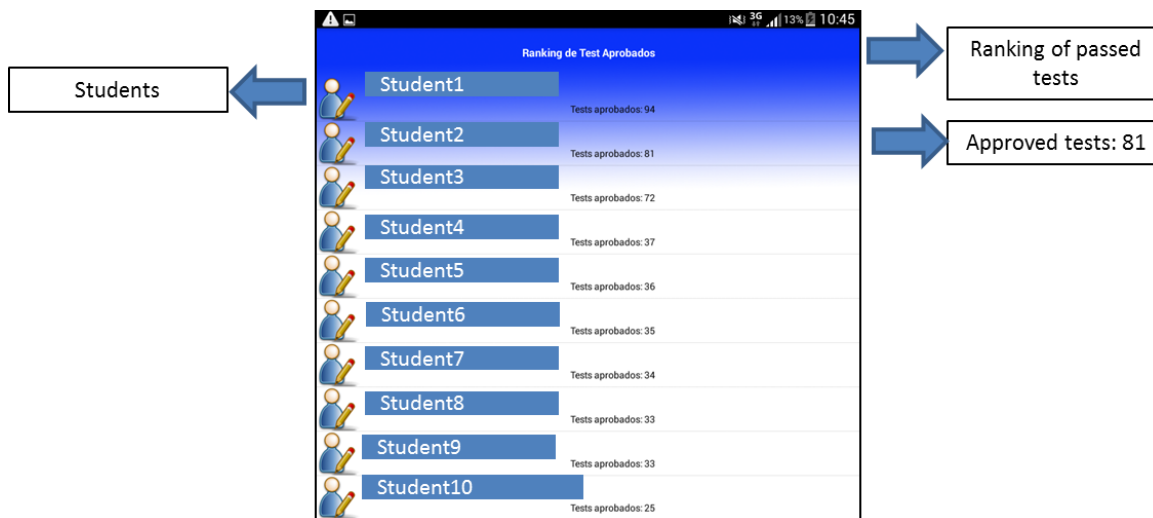 3G 13% 10:45
Ranking de Test Aprobados
Ranking of passed
tests
Students
Student1
Tests aprobados: 94
Student2
Tests aprobados: 81
Approved tests: 81
Student3
Tests aprobados: 72
Student4
Tests aprobados: 37
Student5
Tests aprobados: 36
Student6
Tests aprobados: 35
Student7
Tests aprobados: 34
Student8
Tests aprobados: 33
Student9
Tests aprobados: 33
Student10
Tests aprobados: 25